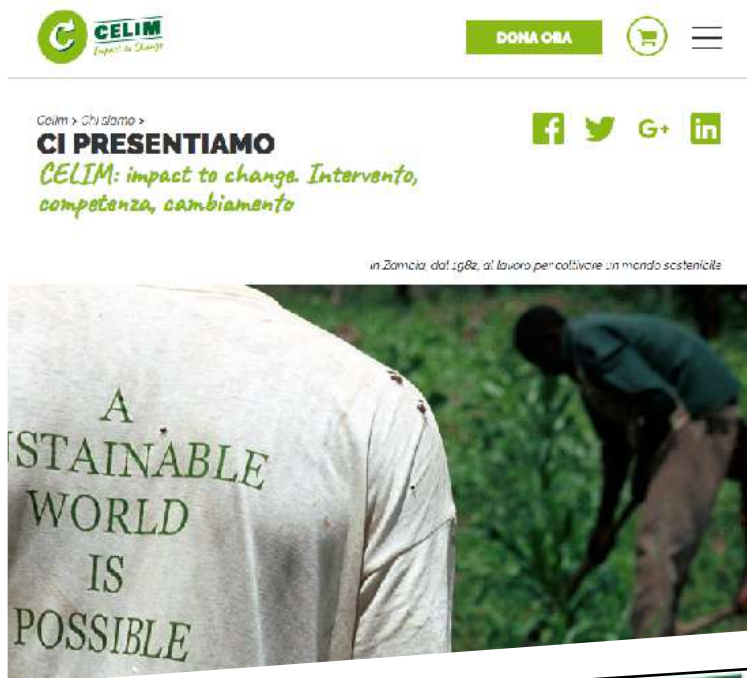 CELIM
Impact to Change
DONA ORA
Celim > Chi siamo >
CI PRESENTIAMO
CELIM: impact to change. Intervento,
competenza, cambiamento
G+
in
In Zambia, dal 1982, al lavoro per coltivare un mondo sostenibile
A
STAINABLE
WORLD
IS
POSSIBLE